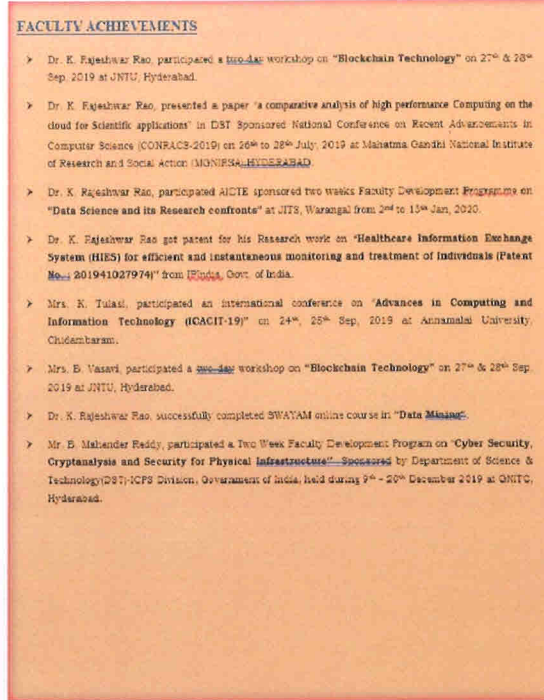 FACULTY ACHIEVEMENTS
➤ Dr. K. Rajeshwar Rao, participated a two-day workshop on "Blockchain Technology" on 27th & 28th
Sep, 2019 at JNTU, Hyderabad.
➤ Dr. K. Rajeshwar Rao, presented a paper "a comparative analysis of high performance Computing on the
cloud for Scientific applications" in DST Sponsored National Conference on Recent Advancements in
Computer Science (CONRACS-2019) on 26th to 28th July, 2019 at Mahatma Gandhi National Institute
of Research and Social Action (MGNIRSA),HYDERABAD.
➤ Dr. K. Rajeshwar Rao, participated AICTE sponsored two weeks Faculty Development Programme on
"Data Science and its Research confronts" at JITS, Warangal from 2nd to 15th Jan, 2020.
➤ Dr. K. Rajeshwar Rao got patent for his Research work on "Healthcare Information Exchange
System (HIES) for efficient and instantaneous monitoring and treatment of Individuals (Patent
No.,: 201941027974)" from IPIndia, Govt. of India.
➤ Mrs. K. Tulasi, participated an international conference on "Advances in Computing and
Information Technology (ICACIT-19)" on 24th, 25th Sep, 2019 at Annamalai University,
Chidambaram.
➤ Mrs. B. Vasavi, participated a two-day workshop on "Blockchain Technology" on 27th & 28th Sep,
2019 at JNTU, Hyderabad.
➤ Dr. K. Rajeshwar Rao, successfully completed SWAYAM online course in "Data Mining".
➤ Mr. B. Mahander Reddy, participated a Two Week Faculty Development Program on "Cyber Security,
Cryptanalysis and Security for Physical Infrastructure" Sponsored by Department of Science &
Technology(DST)-ICPS Division, Government of India, held during 9th - 20th December 2019 at GNITC,
Hyderabad.